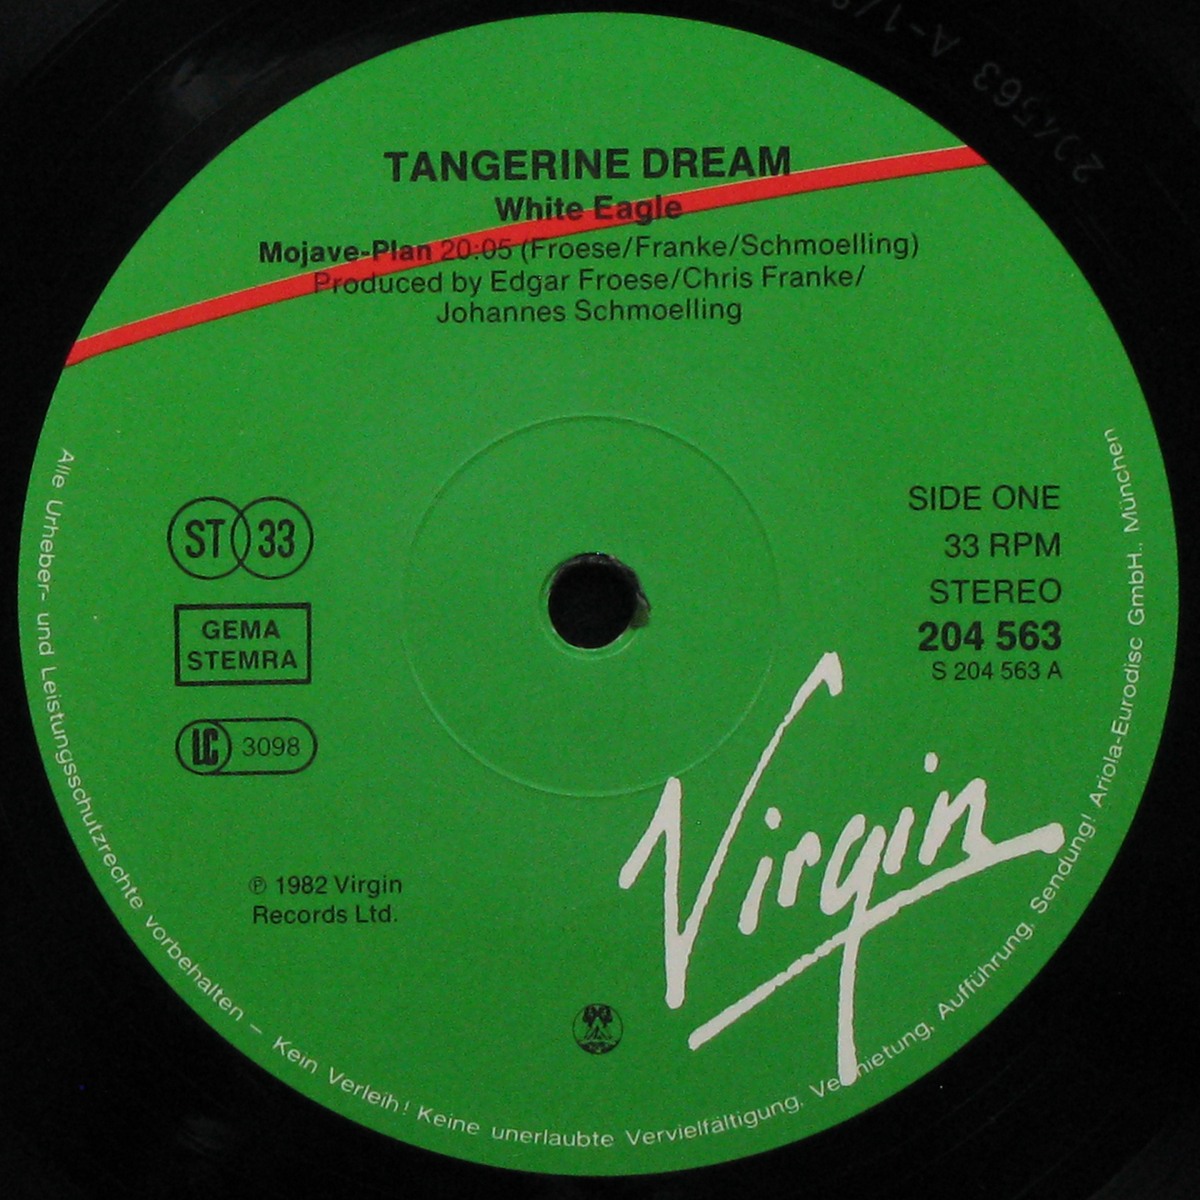 TANGERINE DREAM
White Eagle
Mojave-Plan 20:05 (Froese/Franke/Schmoelling)
Produced by Edgar Froese/Chris Franke/
Johannes Schmoelling
ST 33
GEMA
STEMRA
LC 3098
SIDE ONE
33 RPM
STEREO
204 563
S 204 563 A
Virgin
℗ 1982 Virgin
Records Ltd.
Alle Urheber- und Leistungsschutzrechte vorbehalten – Kein Verleih! Keine unerlaubte Vervielfältigung, Vermietung, Aufführung, Sendung! Ariola-Eurodisc GmbH., München
204563 A-1/